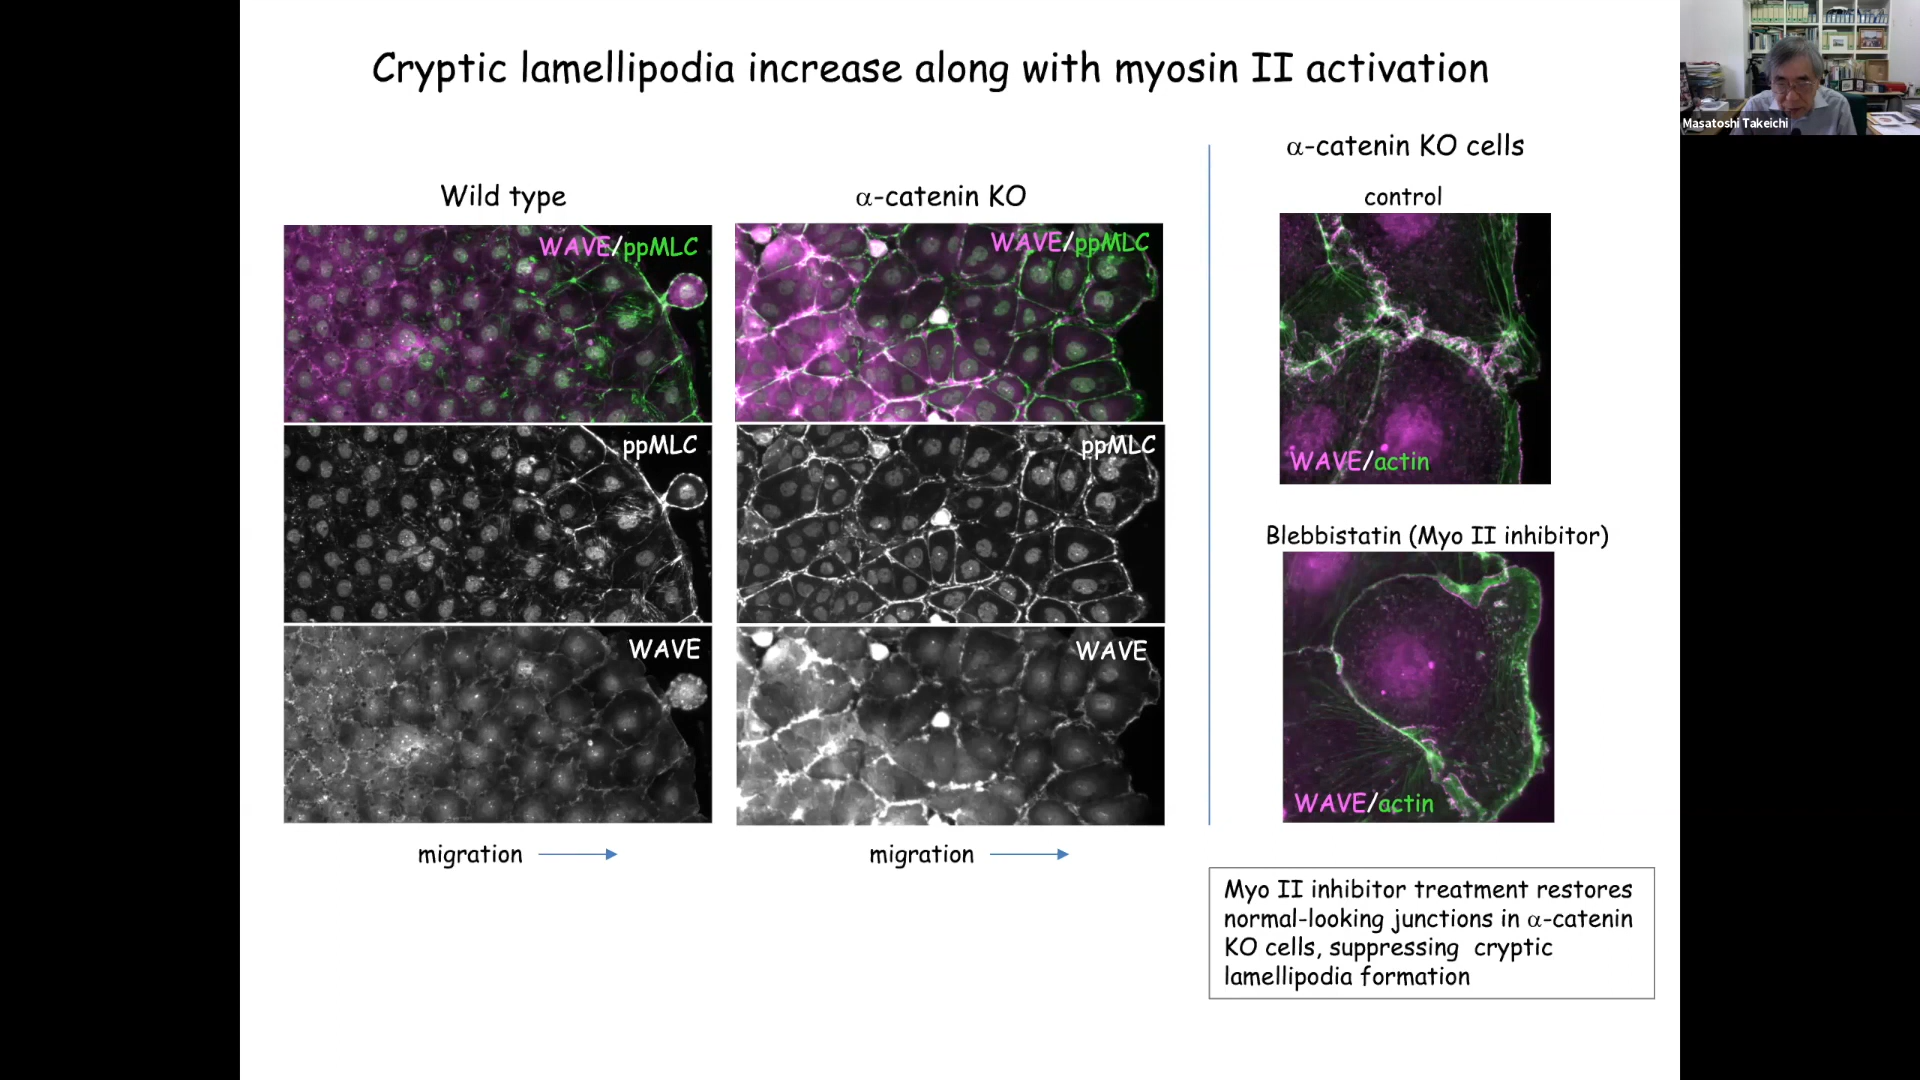 Cryptic lamellipodia increase along with myosin II activation
Masatoshi Takeichi
Wild type
α-catenin KO
WAVE/ppMLC
WAVE/ppMLC
ppMLC
ppMLC
WAVE
WAVE
migration
migration
α-catenin KO cells
control
WAVE/actin
Blebbistatin (Myo II inhibitor)
WAVE/actin
Myo II inhibitor treatment restores
normal-looking junctions in α-catenin
KO cells, suppressing cryptic
lamellipodia formation